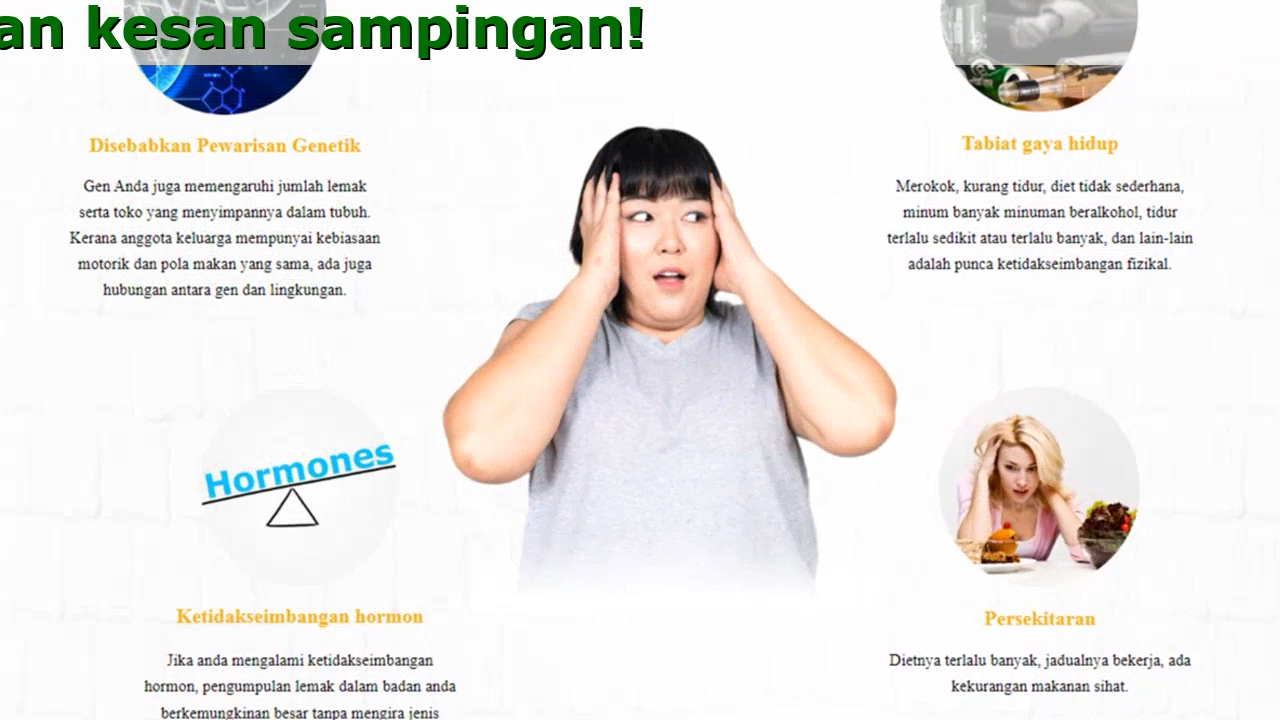 an kesan sampingan!
Disebabkan Pewarisan Genetik
Gen Anda juga memengaruhi jumlah lemak
serta toko yang menyimpannya dalam tubuh.
Kerana anggota keluarga mempunyai kebiasaan
motorik dan pola makan yang sama, ada juga
hubungan antara gen dan lingkungan.
Tabiat gaya hidup
Merokok, kurang tidur, diet tidak sederhana,
minum banyak minuman beralkohol, tidur
terlalu sedikit atau terlalu banyak, dan lain-lain
adalah punca ketidakseimbangan fizikal.
Hormones
Ketidakseimbangan hormon
Jika anda mengalami ketidakseimbangan
hormon, pengumpulan lemak dalam badan anda
berkemungkinan besar tanpa mengira jenis
Persekitaran
Dietnya terlalu banyak, jadualnya bekerja, ada
kekurangan makanan sihat.